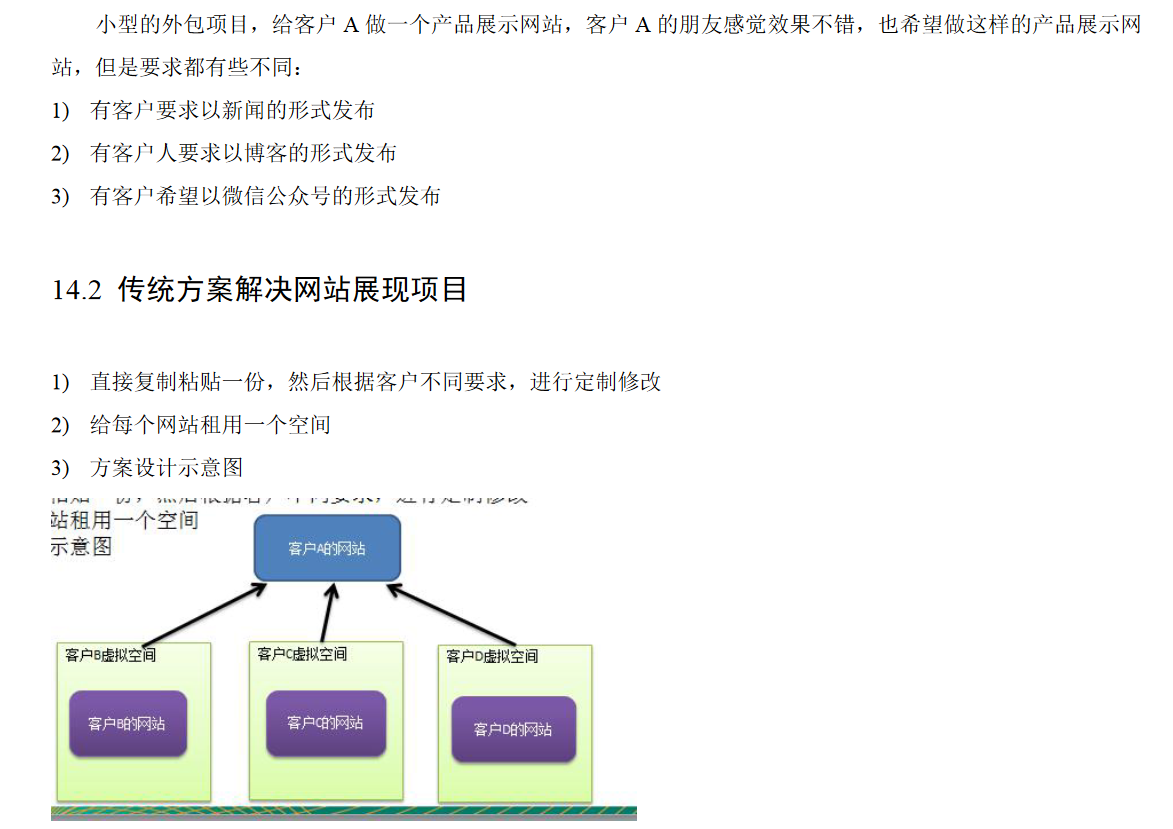 小型的外包项目，给客户 A 做一个产品展示网站，客户 A 的朋友感觉效果不错，也希望做这样的产品展示网
站，但是要求都有些不同：
1) 有客户要求以新闻的形式发布
2) 有客户人要求以博客的形式发布
3) 有客户希望以微信公众号的形式发布
14.2 传统方案解决网站展现项目
1) 直接复制粘贴一份，然后根据客户不同要求，进行定制修改
2) 给每个网站租用一个空间
3) 方案设计示意图
站租用一个空间
示意图
客户A的网站
客户B虚拟空间
客户C虚拟空间
客户D虚拟空间
客户B的网站
客户C的网站
客户D的网站